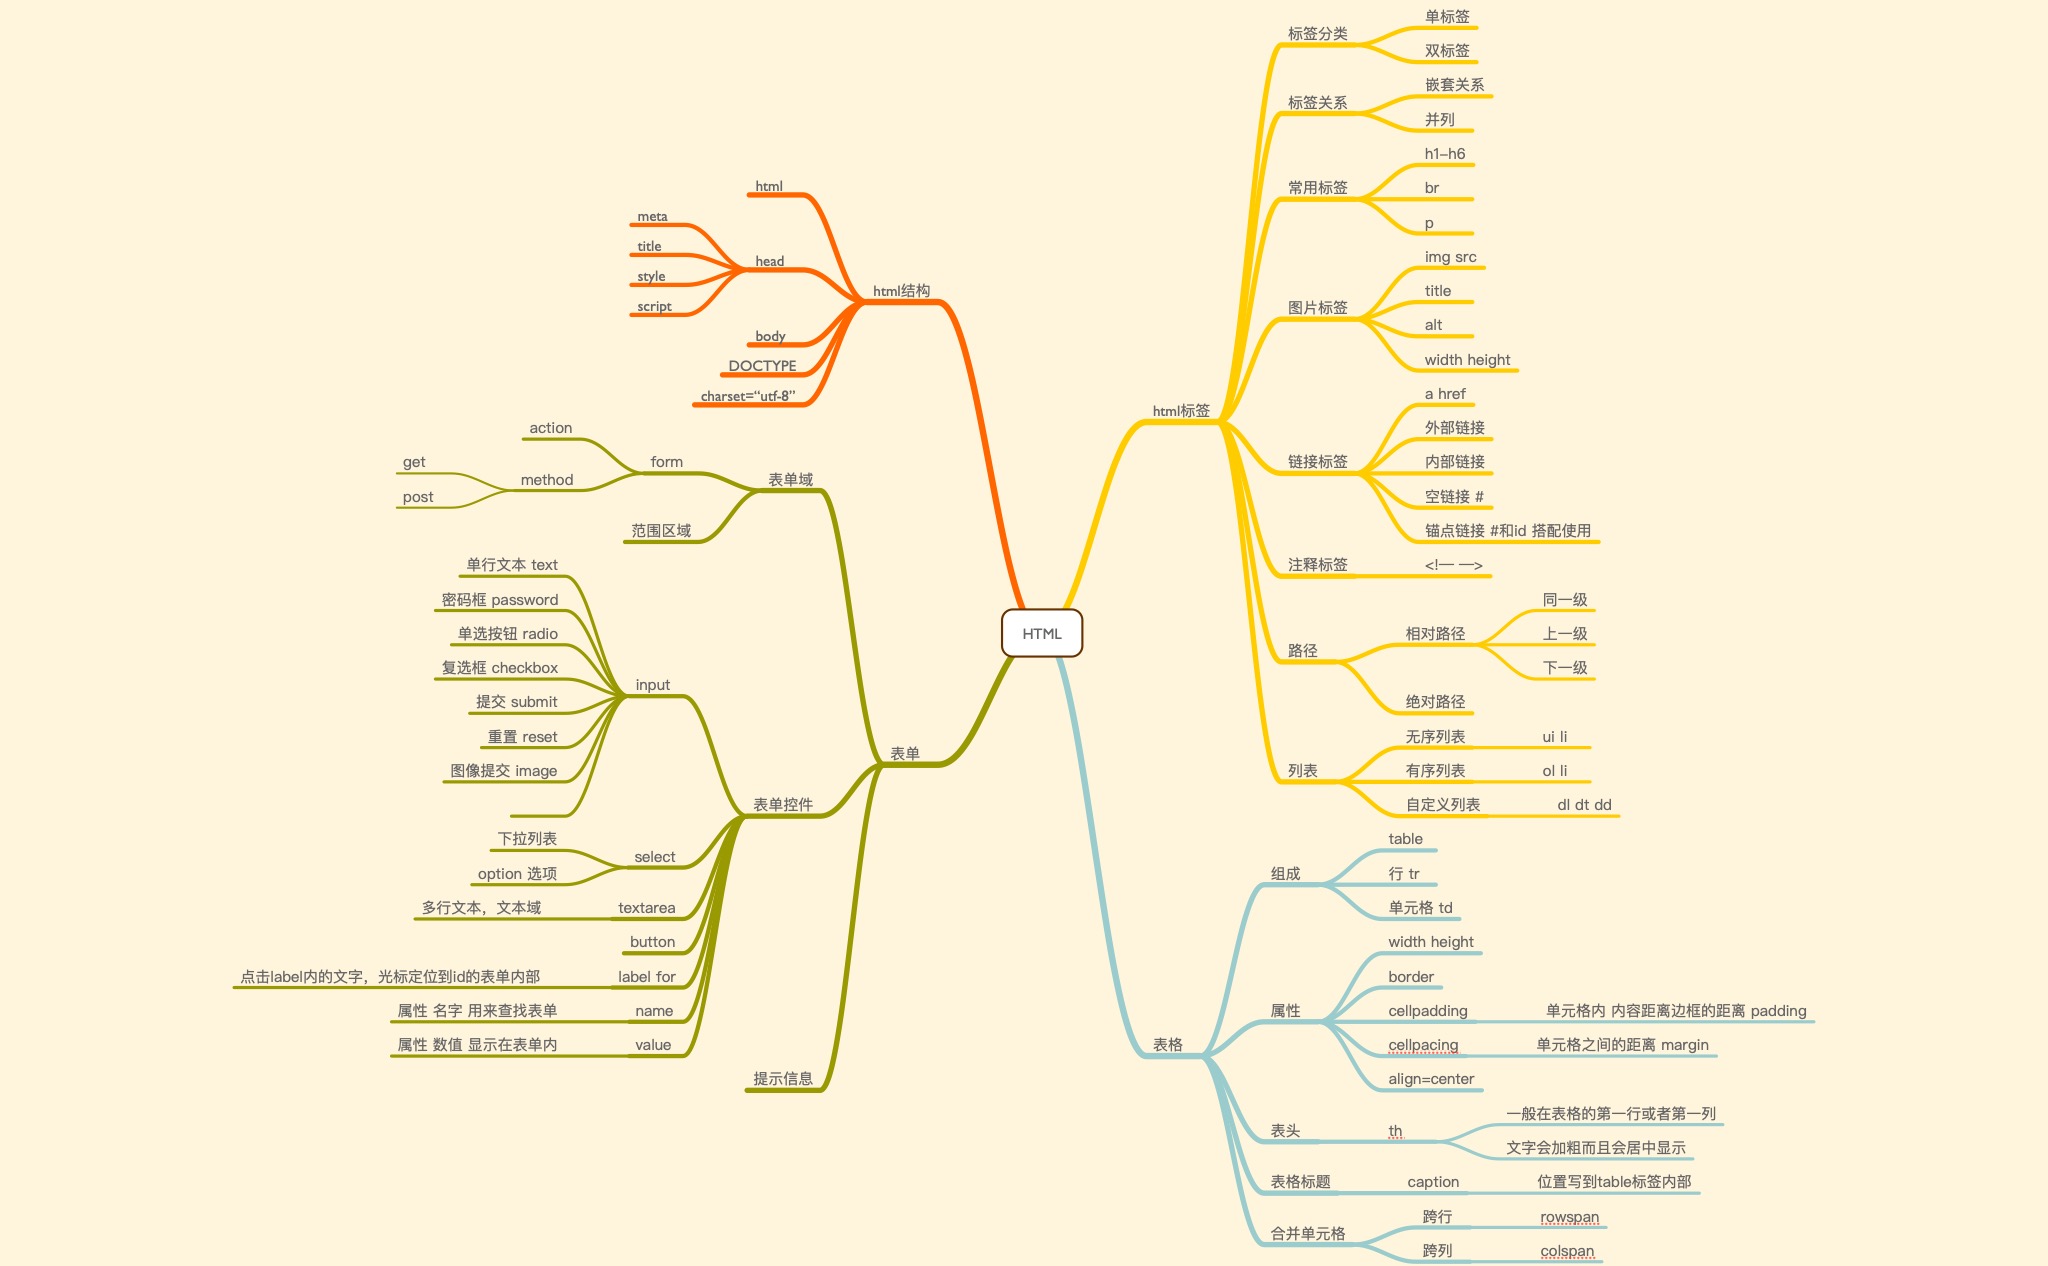 HTML
html结构
html
head
meta
title
style
script
body
DOCTYPE
charset=“utf-8”
表单
表单域
form
action
method
get
post
范围区域
表单控件
input
单行文本 text
密码框 password
单选按钮 radio
复选框 checkbox
提交 submit
重置 reset
图像提交 image
select
下拉列表
option 选项
textarea
多行文本，文本域
button
label for
点击label内的文字，光标定位到id的表单内部
name
属性 名字 用来查找表单
value
属性 数值 显示在表单内
提示信息
html标签
标签分类
单标签
双标签
标签关系
嵌套关系
并列
常用标签
h1–h6
br
p
图片标签
img src
title
alt
width height
链接标签
a href
外部链接
内部链接
空链接 #
锚点链接 #和id 搭配使用
注释标签
<!— —>
路径
相对路径
同一级
上一级
下一级
绝对路径
列表
无序列表
ui li
有序列表
ol li
自定义列表
dl dt dd
表格
组成
table
行 tr
单元格 td
属性
width height
border
cellpadding
单元格内 内容距离边框的距离 padding
cellpacing
单元格之间的距离 margin
align=center
表头
th
一般在表格的第一行或者第一列
文字会加粗而且会居中显示
表格标题
caption
位置写到table标签内部
合并单元格
跨行
rowspan
跨列
colspan